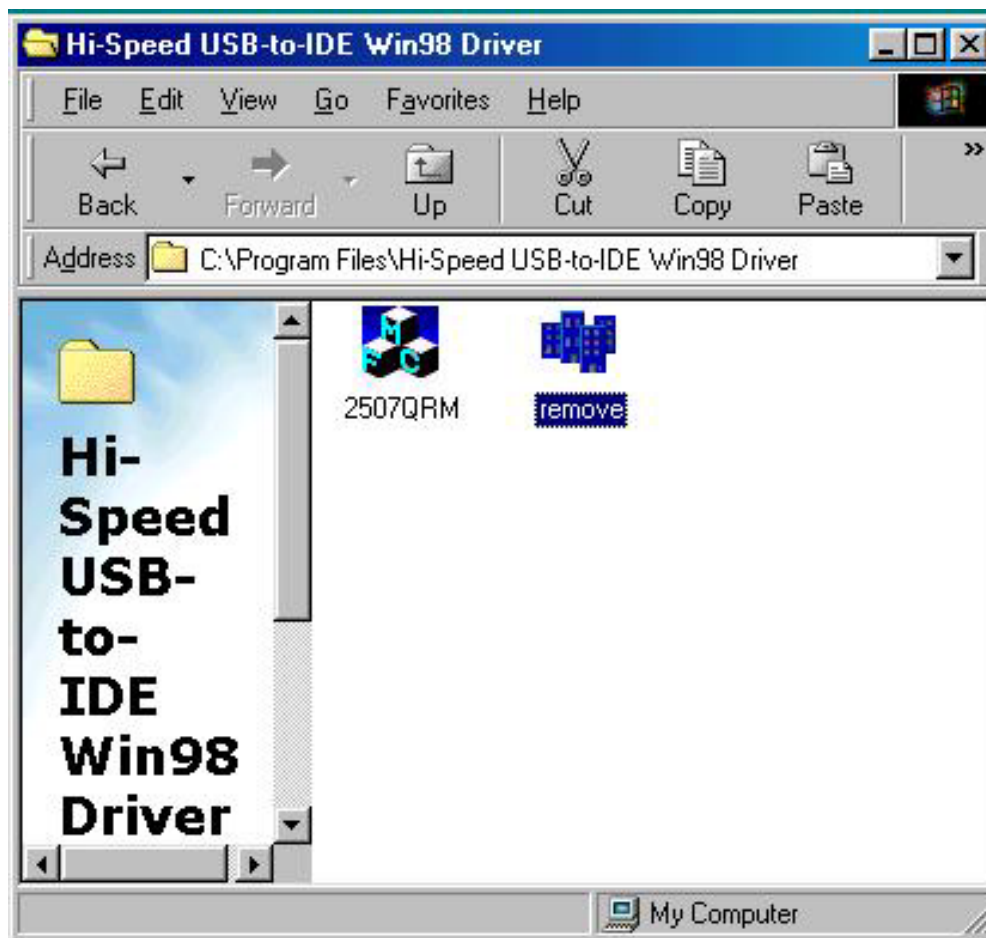 Hi-Speed USB-to-IDE Win98 Driver
File Edit View Go Favorites Help
Back Forward Up Cut Copy Paste »
Address C:\Program Files\Hi-Speed USB-to-IDE Win98 Driver
M
F C
2507QRM remove
Hi-
Speed
USB-
to-
IDE
Win98
Driver
My Computer